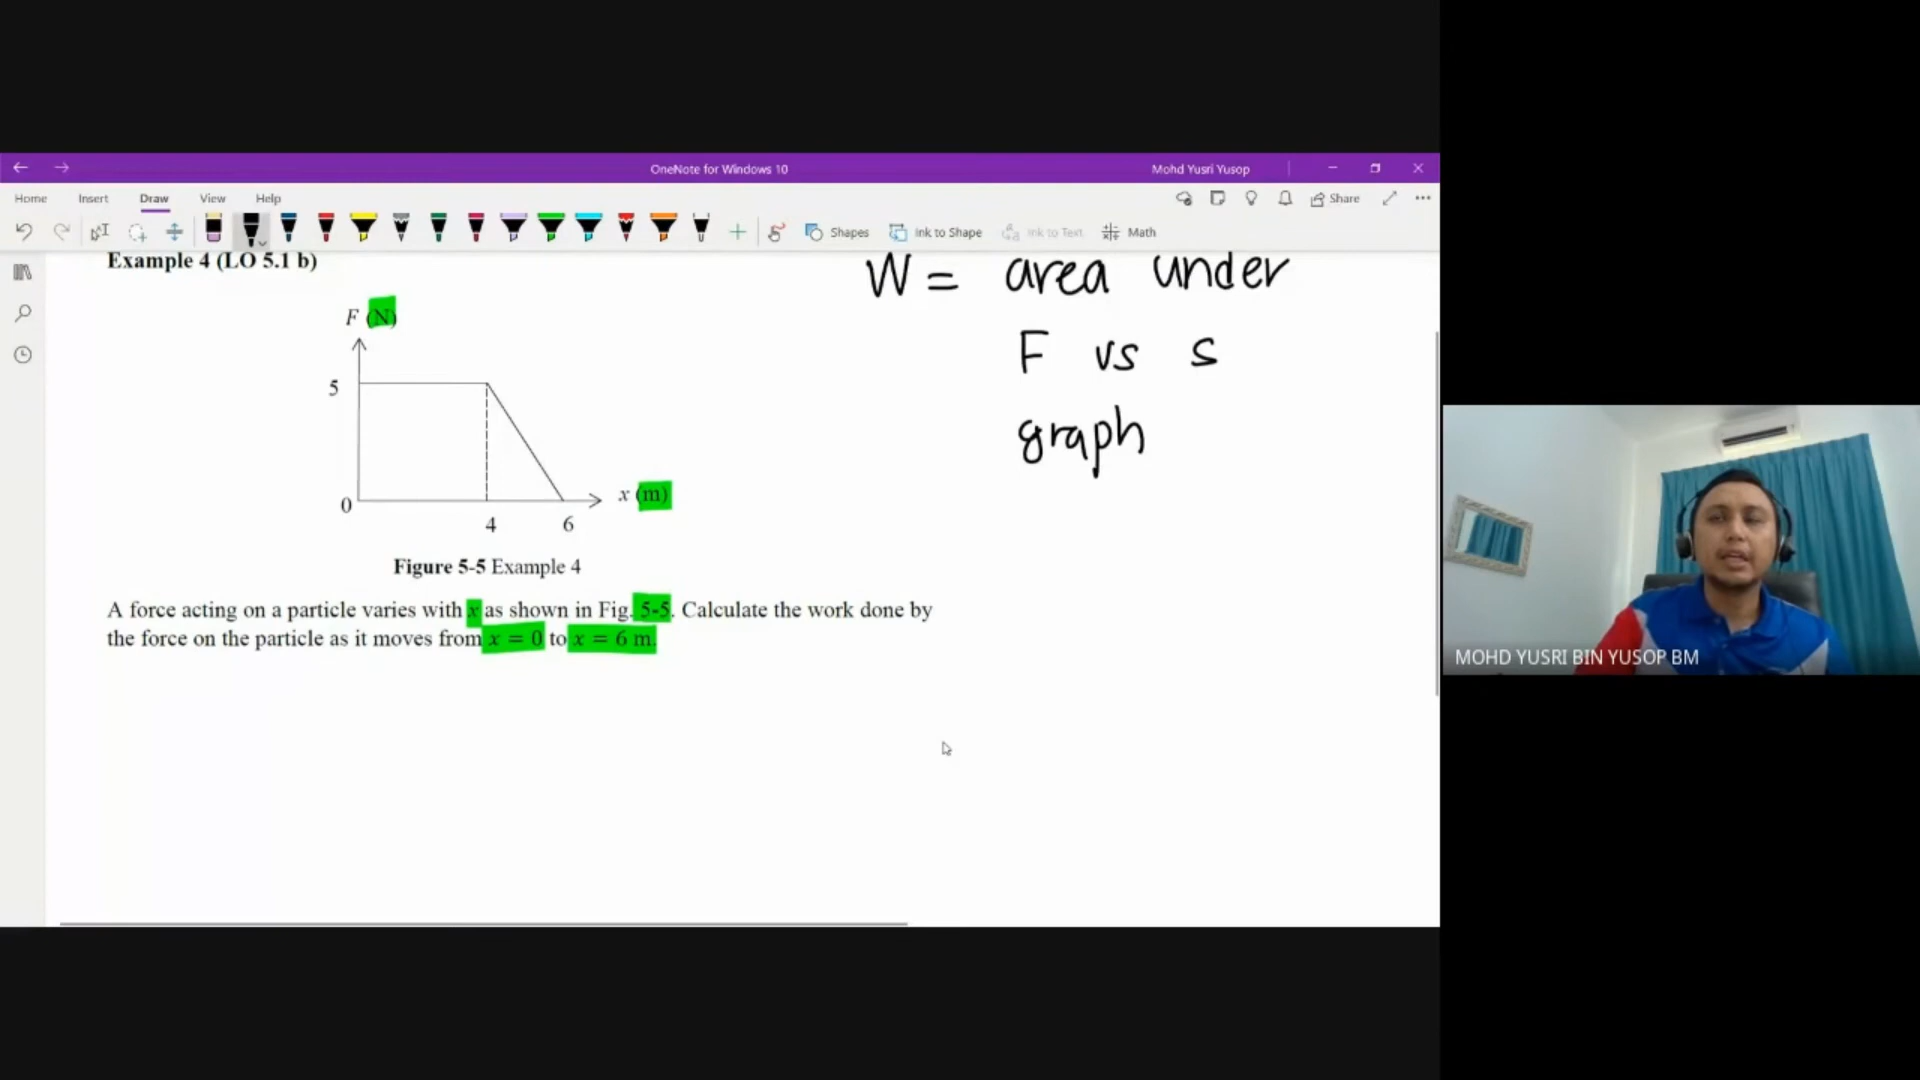 OneNote for Windows 10
Mohd Yusri Yusop
Home Insert Draw View Help
Share
Shapes Ink to Shape Ink to Text Math
Example 4 (LO 5.1 b)
W = area under
F vs s
graph
F (N)
5
0
x (m)
4 6
Figure 5-5 Example 4
A force acting on a particle varies with x as shown in Fig. 5-5. Calculate the work done by
the force on the particle as it moves from x = 0 to x = 6 m.
MOHD YUSRI BIN YUSOP BM